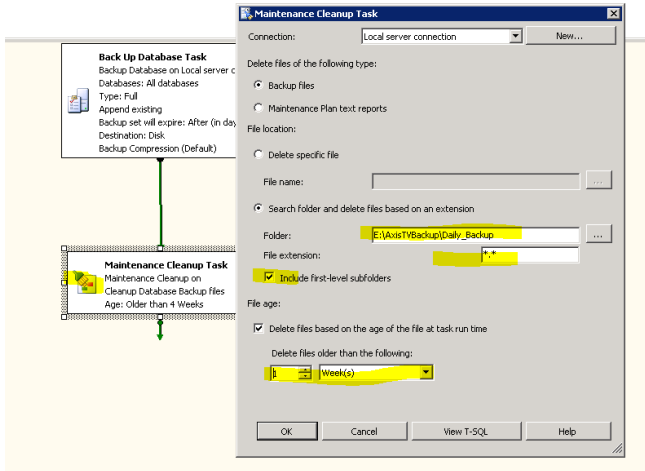 Back Up Database Task
Backup Database on Local server c
Databases: All databases
Type: Full
Append existing
Backup set will expire: After (in day
Destination: Disk
Backup Compression (Default)
Maintenance Cleanup Task
Maintenance Cleanup on
Cleanup Database Backup files
Age: Older than 4 Weeks
Maintenance Cleanup Task
Connection:
Local server connection
New...
Delete files of the following type:
Backup files
Maintenance Plan text reports
File location:
Delete specific file
File name:
...
Search folder and delete files based on an extension
Folder:
E:\AxisTVBackup\Daily_Backup
...
File extension:
*.*
Include first-level subfolders
File age:
Delete files based on the age of the file at task run time
Delete files older than the following:
1
Week(s)
OK
Cancel
View T-SQL
Help